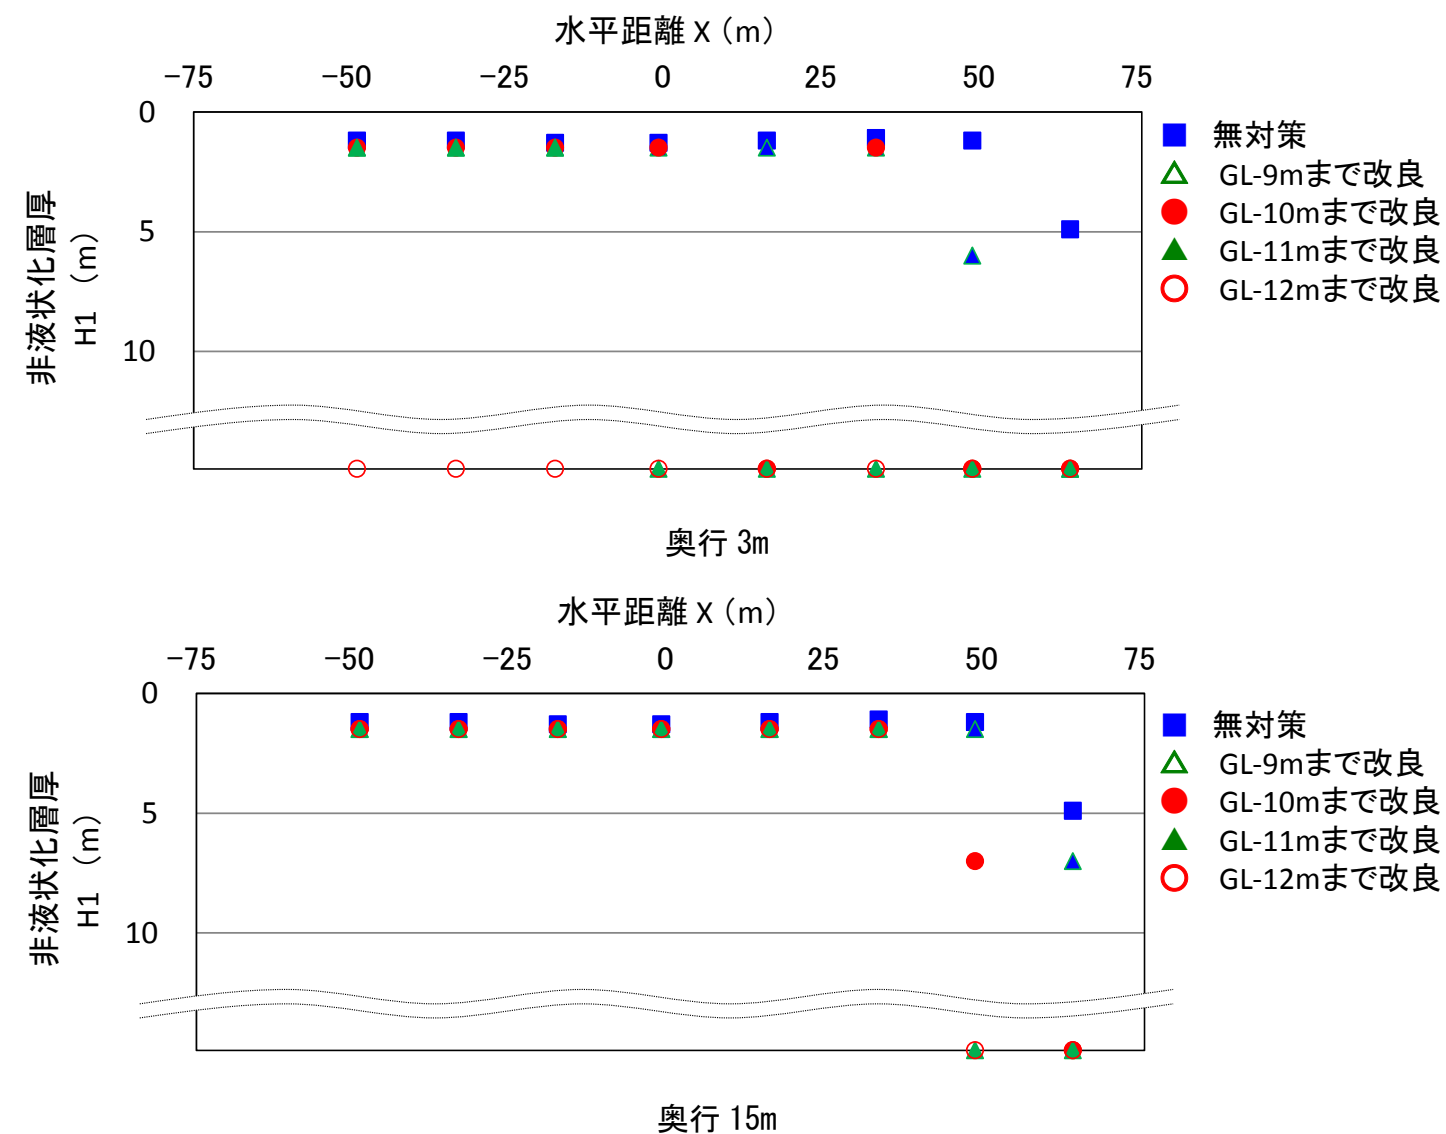 水平距離 X （m）
−75 −50 −25 0 25 50 75
0
5
10
非液状化層厚
H1 （m）
無対策
GL-9mまで改良
GL-10mまで改良
GL-11mまで改良
GL-12mまで改良
奥行 3m
水平距離 X （m）
−75 −50 −25 0 25 50 75
0
5
10
非液状化層厚
H1 （m）
無対策
GL-9mまで改良
GL-10mまで改良
GL-11mまで改良
GL-12mまで改良
奥行 15m